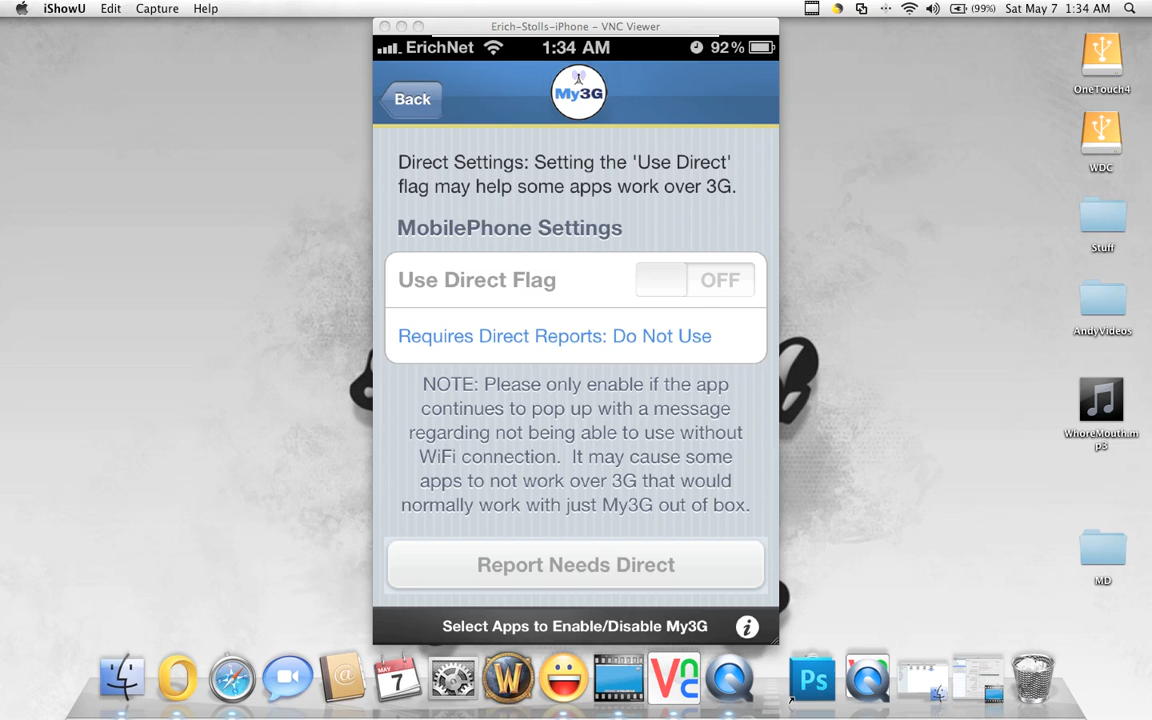 iShowU Edit Capture Help
(99%) Sat May 7 1:34 AM
Erich-Stolls-iPhone – VNC Viewer
ErichNet 1:34 AM 92%
Back
My3G
Direct Settings: Setting the 'Use Direct'
flag may help some apps work over 3G.
MobilePhone Settings
Use Direct Flag OFF
Requires Direct Reports: Do Not Use
NOTE: Please only enable if the app
continues to pop up with a message
regarding not being able to use without
WiFi connection. It may cause some
apps to not work over 3G that would
normally work with just My3G out of box.
Report Needs Direct
Select Apps to Enable/Disable My3G
OneTouch4
WDC
Stuff
AndyVideos
WhoreMouth.m
p3
MD
MAY
7
W
VNC
Ps